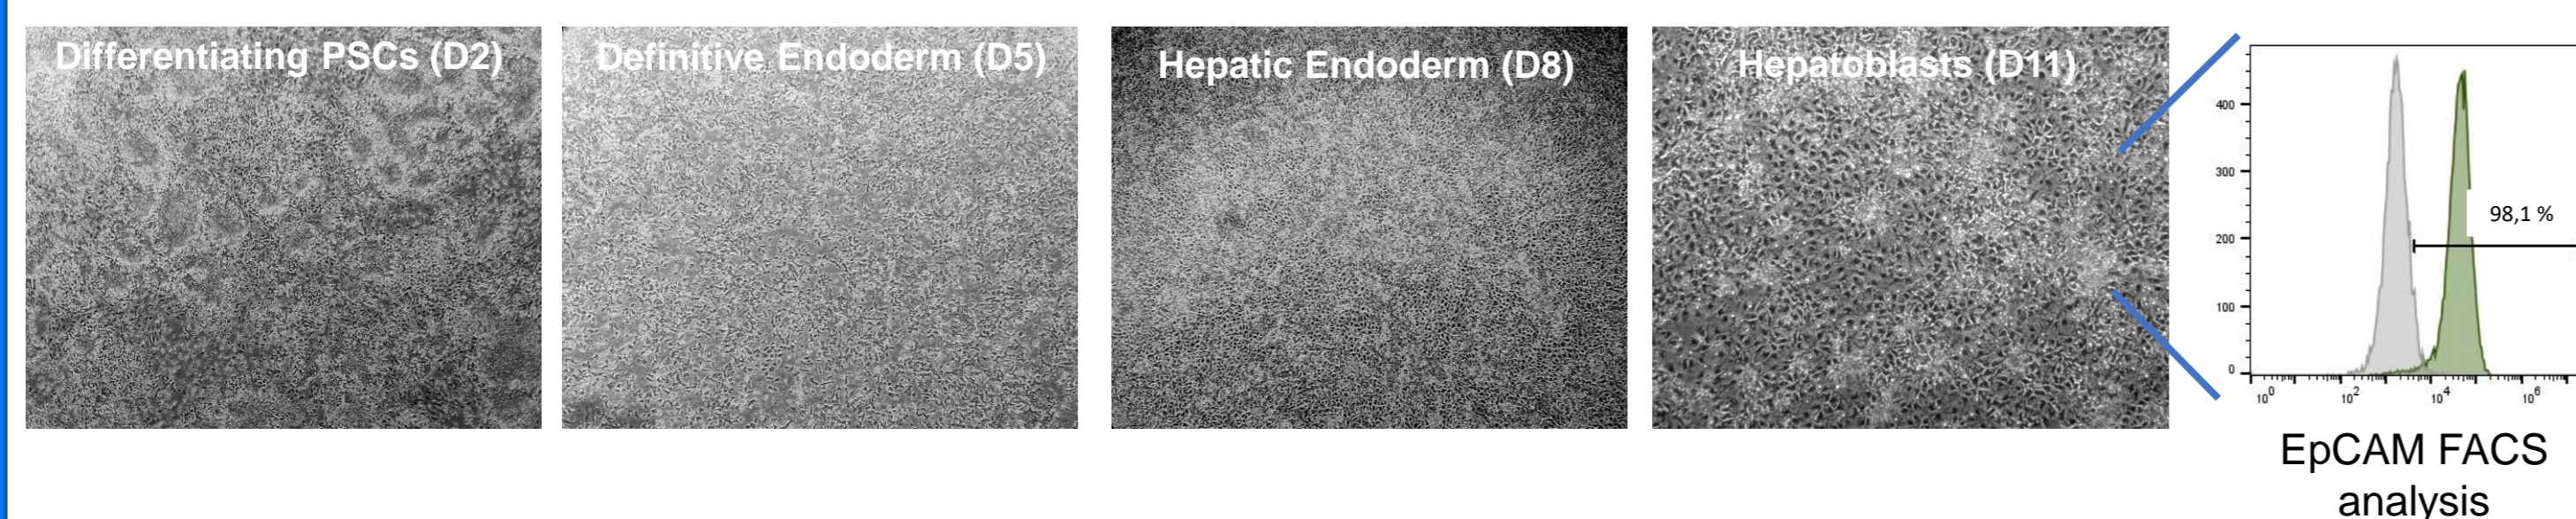 Differentiating PSCs (D2)
Definitive Endoderm (D5)
Hepatic Endoderm (D8)
Hepatoblasts (D11)
400
300
200
100
0
98,1 %
10^0 10^2 10^4 10^6
EpCAM FACS
analysis